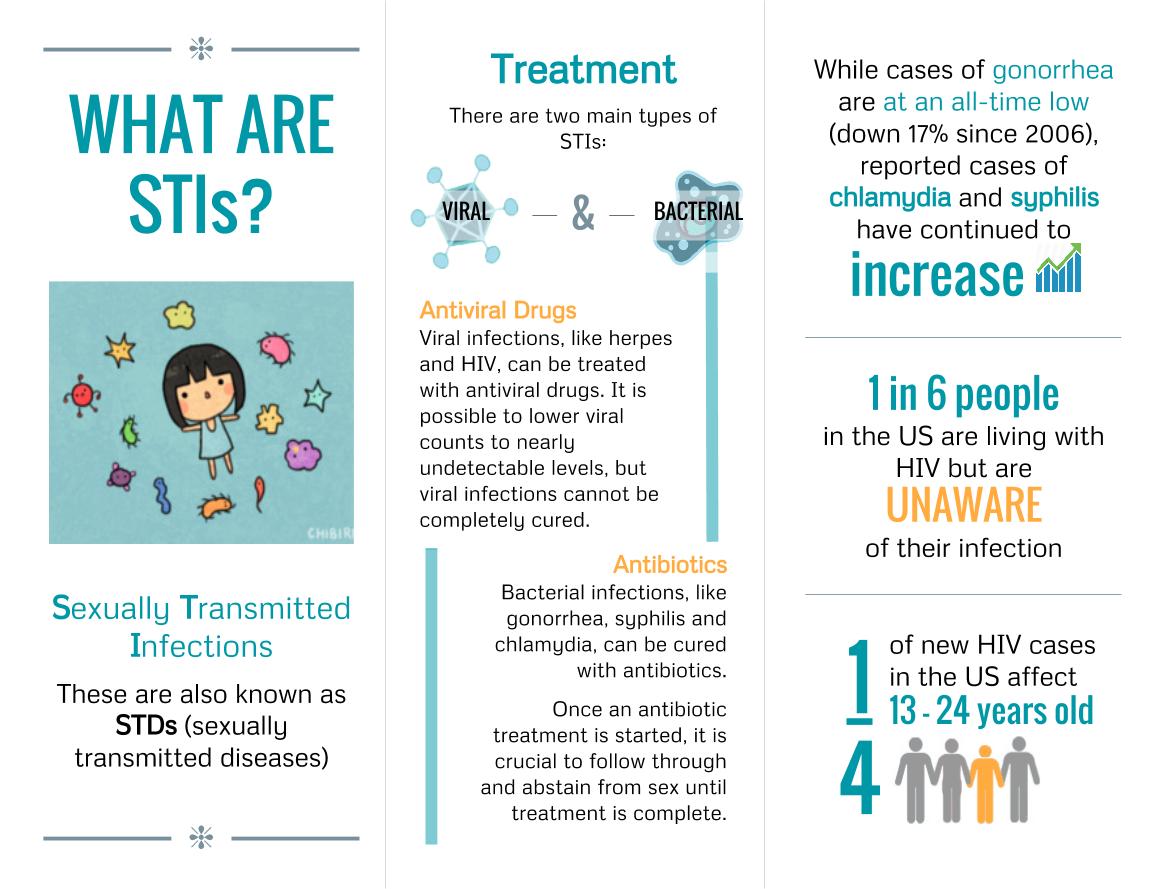 WHAT ARE
STIs?
CHIBIR
Sexually Transmitted
Infections
These are also known as
STDs (sexually
transmitted diseases)
Treatment
There are two main types of
STIs:
VIRAL & BACTERIAL
Antiviral Drugs
Viral infections, like herpes
and HIV, can be treated
with antiviral drugs. It is
possible to lower viral
counts to nearly
undetectable levels, but
viral infections cannot be
completely cured.
Antibiotics
Bacterial infections, like
gonorrhea, syphilis and
chlamydia, can be cured
with antibiotics.
Once an antibiotic
treatment is started, it is
crucial to follow through
and abstain from sex until
treatment is complete.
While cases of gonorrhea
are at an all-time low
(down 17% since 2006),
reported cases of
chlamydia and syphilis
have continued to
increase
1 in 6 people
in the US are living with
HIV but are
UNAWARE
of their infection
1
4
of new HIV cases
in the US affect
13 - 24 years old